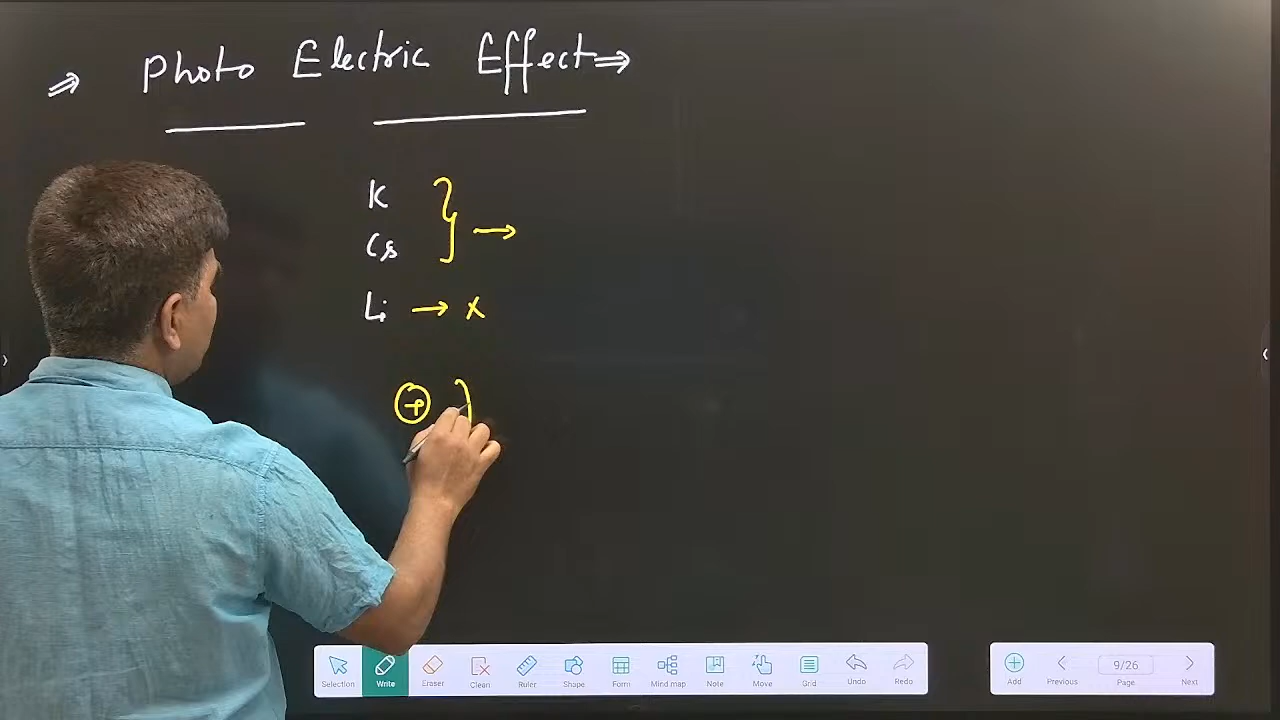 ⇒ Photo Electric Effect ⇒
K
Cs
} →
Li → x
+
Selection Write Eraser Clean Ruler Shape Form Mind map Note Move Grid Undo Redo
Add Previous 9/26 Page Next